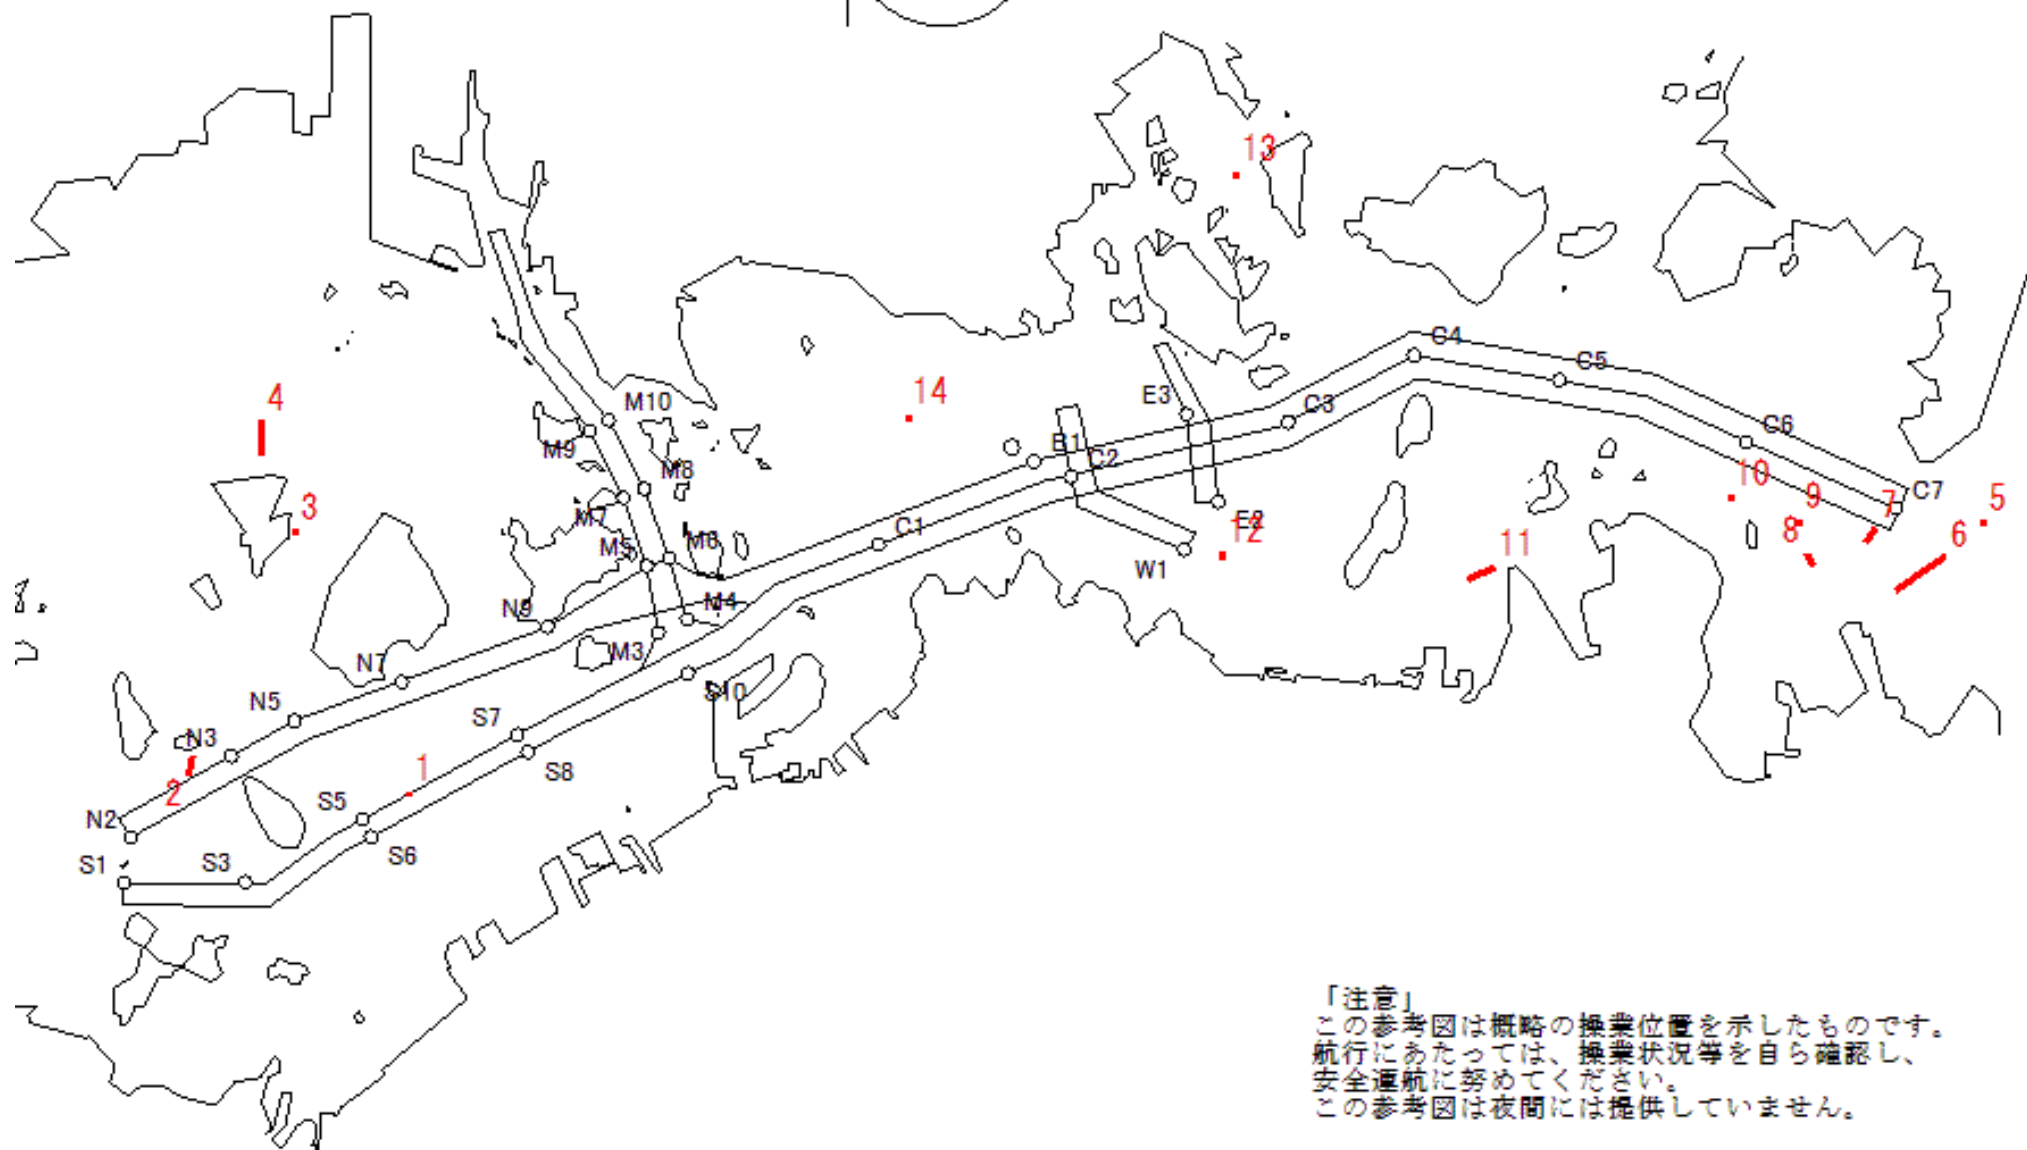 13
C4
C5
4
14
M10
E3
C3
C6
M9
B1
C2
M8
10
9
7
C7
5
3
M7
8
6
C1
E2
12
M5
M6
11
W1
N9
M4
M3
N7
S10
N5
S7
N3
1
S8
2
S5
N2
S6
S1
S3
「注意」
この参考図は概略の操業位置を示したものです。
航行にあたっては、操業状況等を自ら確認し、
安全運航に努めてください。
この参考図は夜間には提供していません。